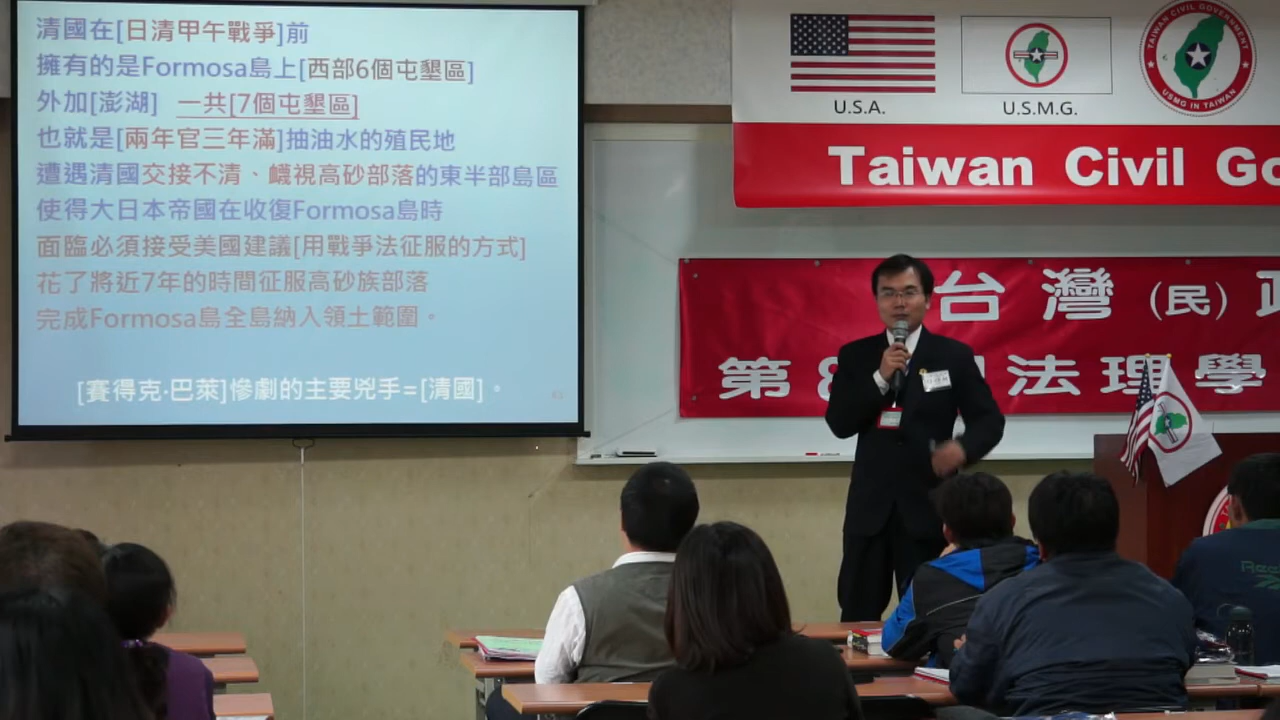 清國在[日清甲午戰爭]前
擁有的是Formosa島上[西部6個屯墾區]
外加[澎湖] 一共[7個屯墾區]
也就是[兩年官三年滿]抽油水的殖民地
遭遇清國交接不清、衊視高砂部落的東半部島區
使得大日本帝國在收復Formosa島時
面臨必須接受美國建議[用戰爭法征服的方式]
花了將近7年的時間征服高砂族部落
完成Formosa島全島納入領土範圍。
[賽得克·巴萊]慘劇的主要兇手=[清國]。
U.S.A.
U.S.M.G.
TAIWAN CIVIL GOVERNMENT
USMG IN TAIWAN
Taiwan Civil Go
台灣(民)政
第8 法理學